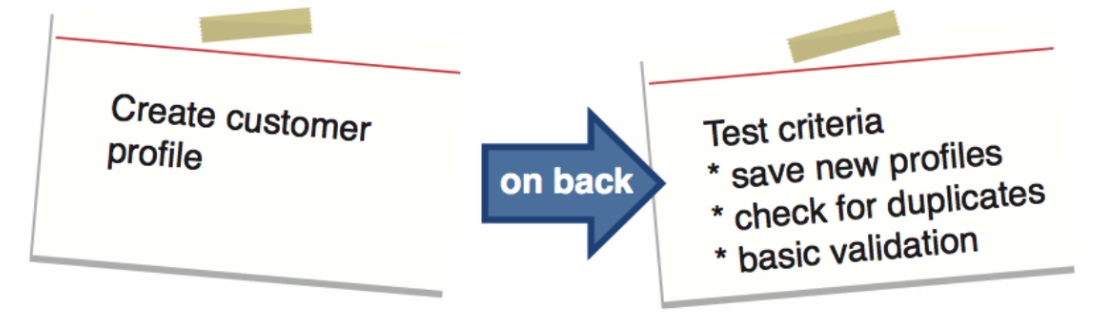 Create customer
profile
on back
Test criteria
* save new profiles
* check for duplicates
* basic validation